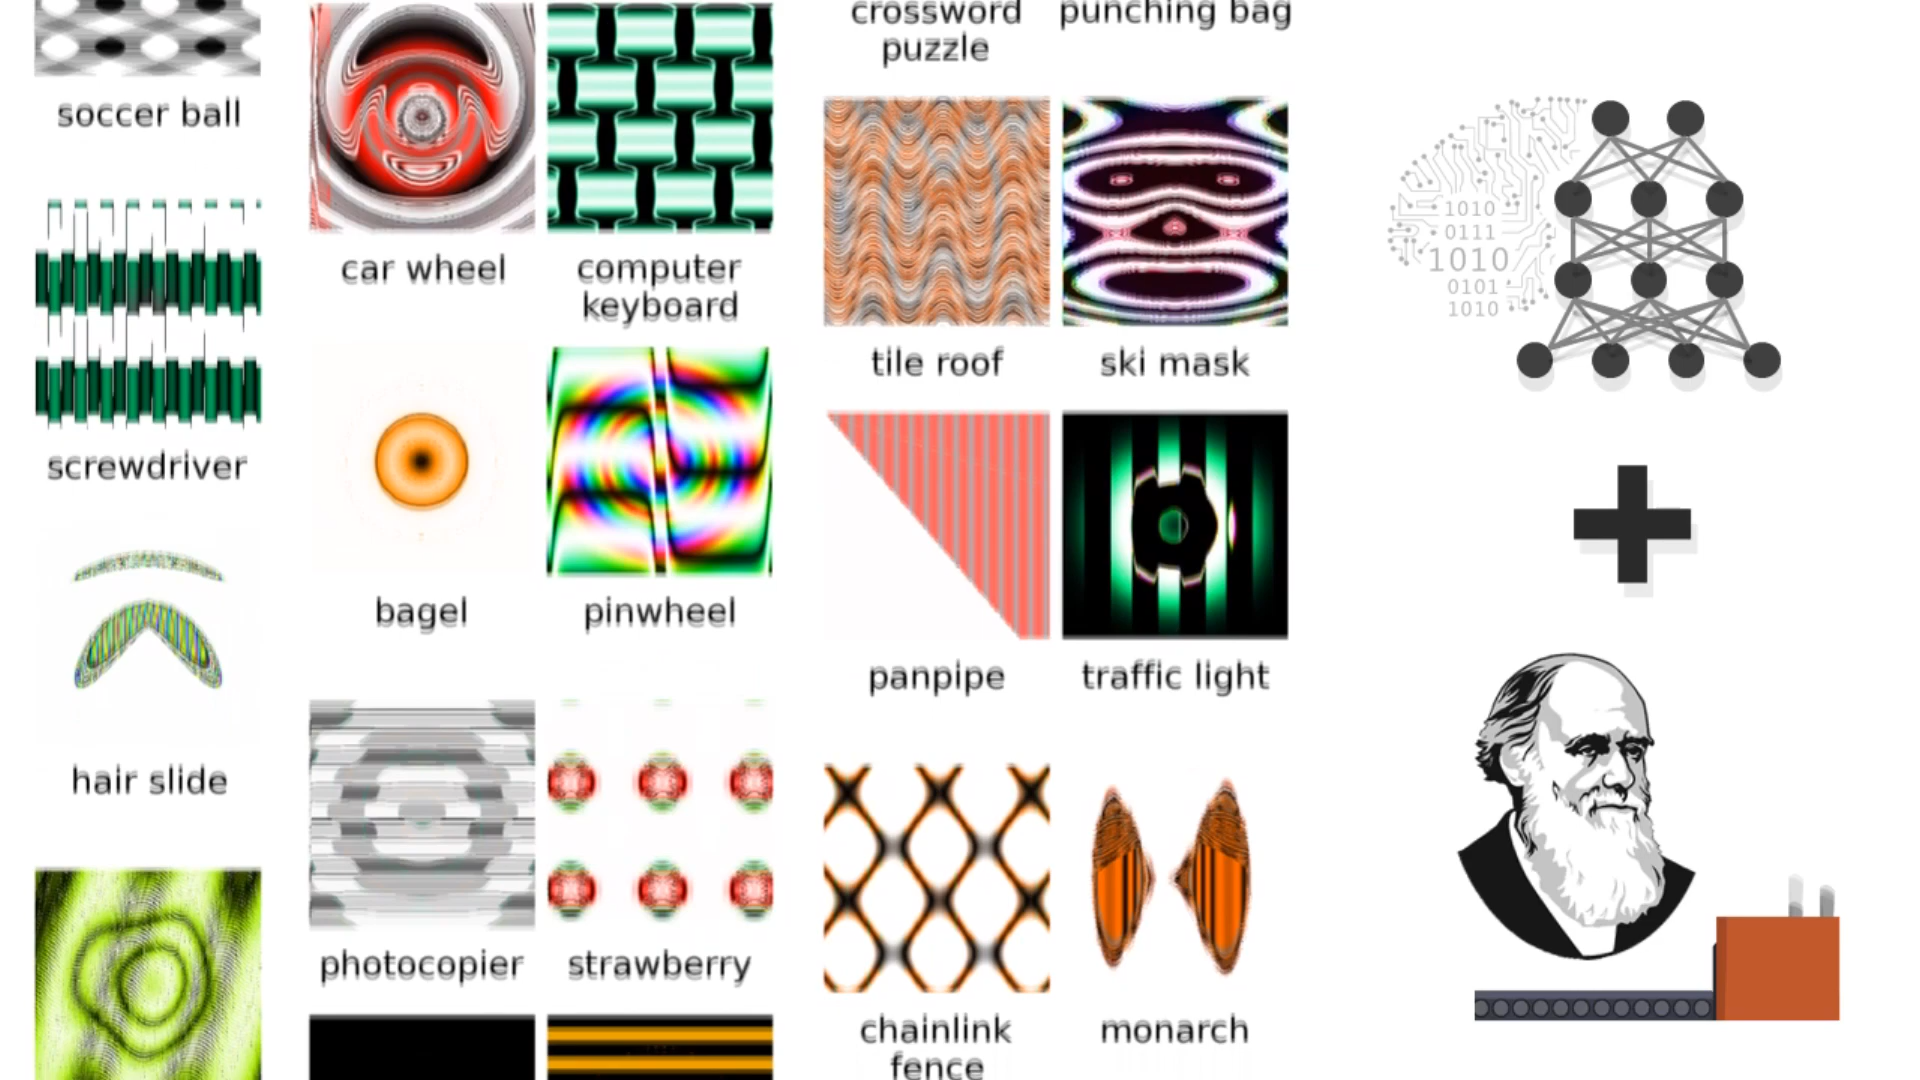 soccer ball
screwdriver
hair slide
car wheel
computer
keyboard
bagel
pinwheel
photocopier
strawberry
crossword
puzzle
punching bag
tile roof
ski mask
panpipe
traffic light
chainlink
fence
monarch
1010
0111
1010
0101
1010